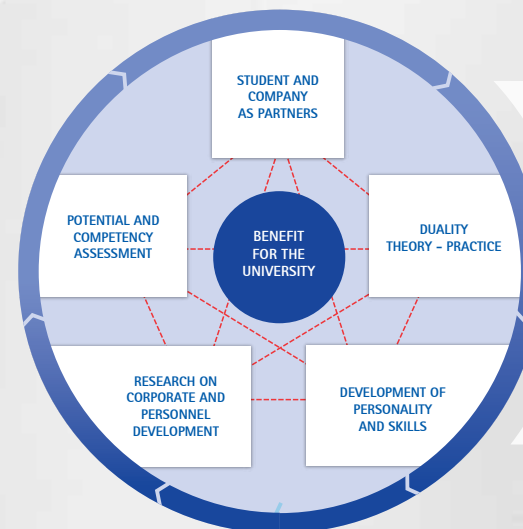 STUDENT AND
COMPANY
AS PARTNERS
POTENTIAL AND
COMPETENCY
ASSESSMENT
BENEFIT
FOR THE
UNIVERSITY
DUALITY
THEORY – PRACTICE
RESEARCH ON
CORPORATE AND
PERSONNEL
DEVELOPMENT
DEVELOPMENT OF
PERSONALITY
AND SKILLS